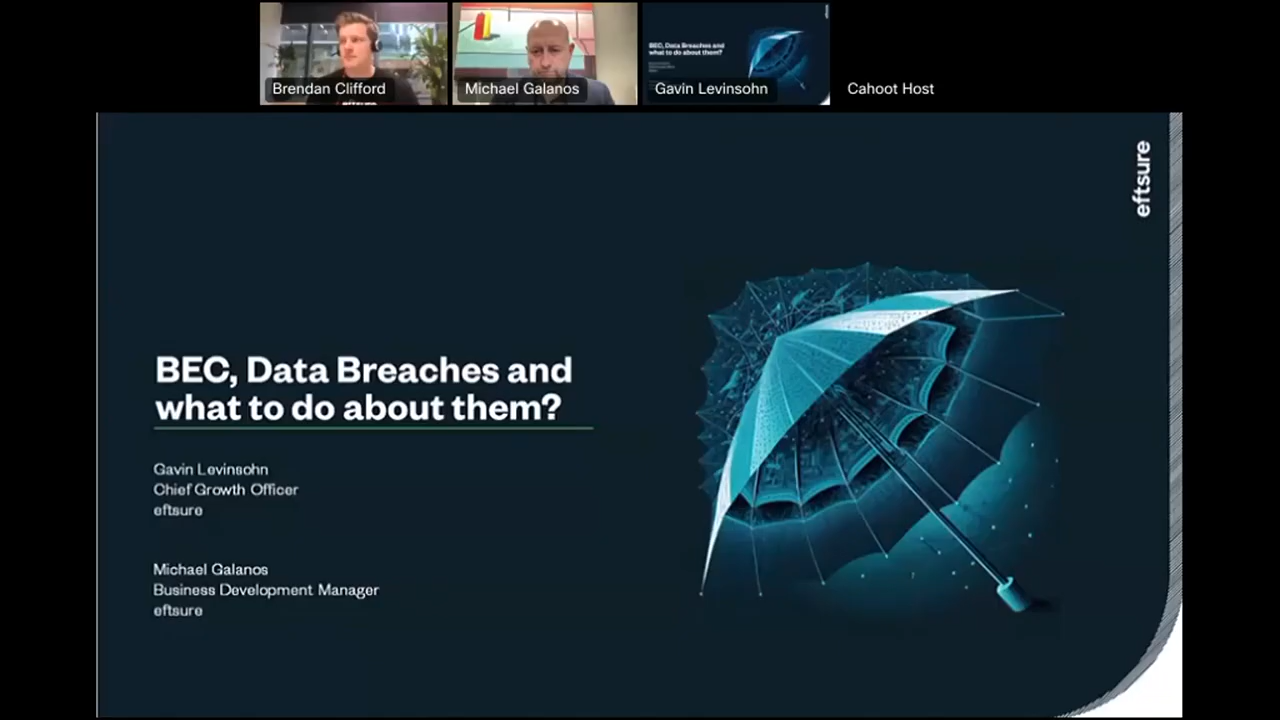 Brendan Clifford
Michael Galanos
Gavin Levinsohn
Cahoot Host
eftsure
BEC, Data Breaches and
what to do about them?
Gavin Levinsohn
Chief Growth Officer
eftsure
Michael Galanos
Business Development Manager
eftsure